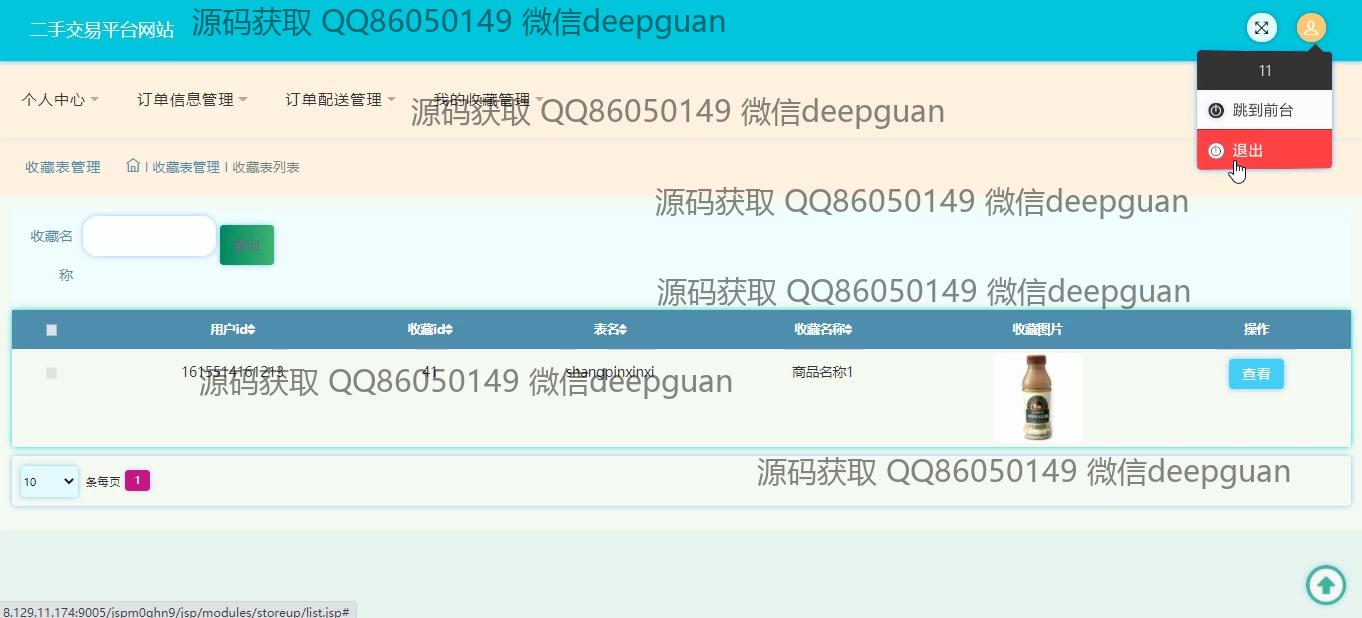 二手交易平台网站
源码获取 QQ86050149 微信deepguan
11
跳到前台
退出
个人中心 订单信息管理 订单配送管理 我的收藏管理
源码获取 QQ86050149 微信deepguan
收藏表管理 收藏表管理 收藏表列表
源码获取 QQ86050149 微信deepguan
收藏名称
查询
源码获取 QQ86050149 微信deepguan
用户id 收藏id 表名 收藏名称 收藏图片 操作
1615514161213 41 shangpinxinxi 商品名称1 查看
源码获取 QQ86050149 微信deepguan
源码获取 QQ86050149 微信deepguan
10 条每页 1
8.129.11.174:9005/jspm0qhn9/jsp/modules/storeup/list.jsp#